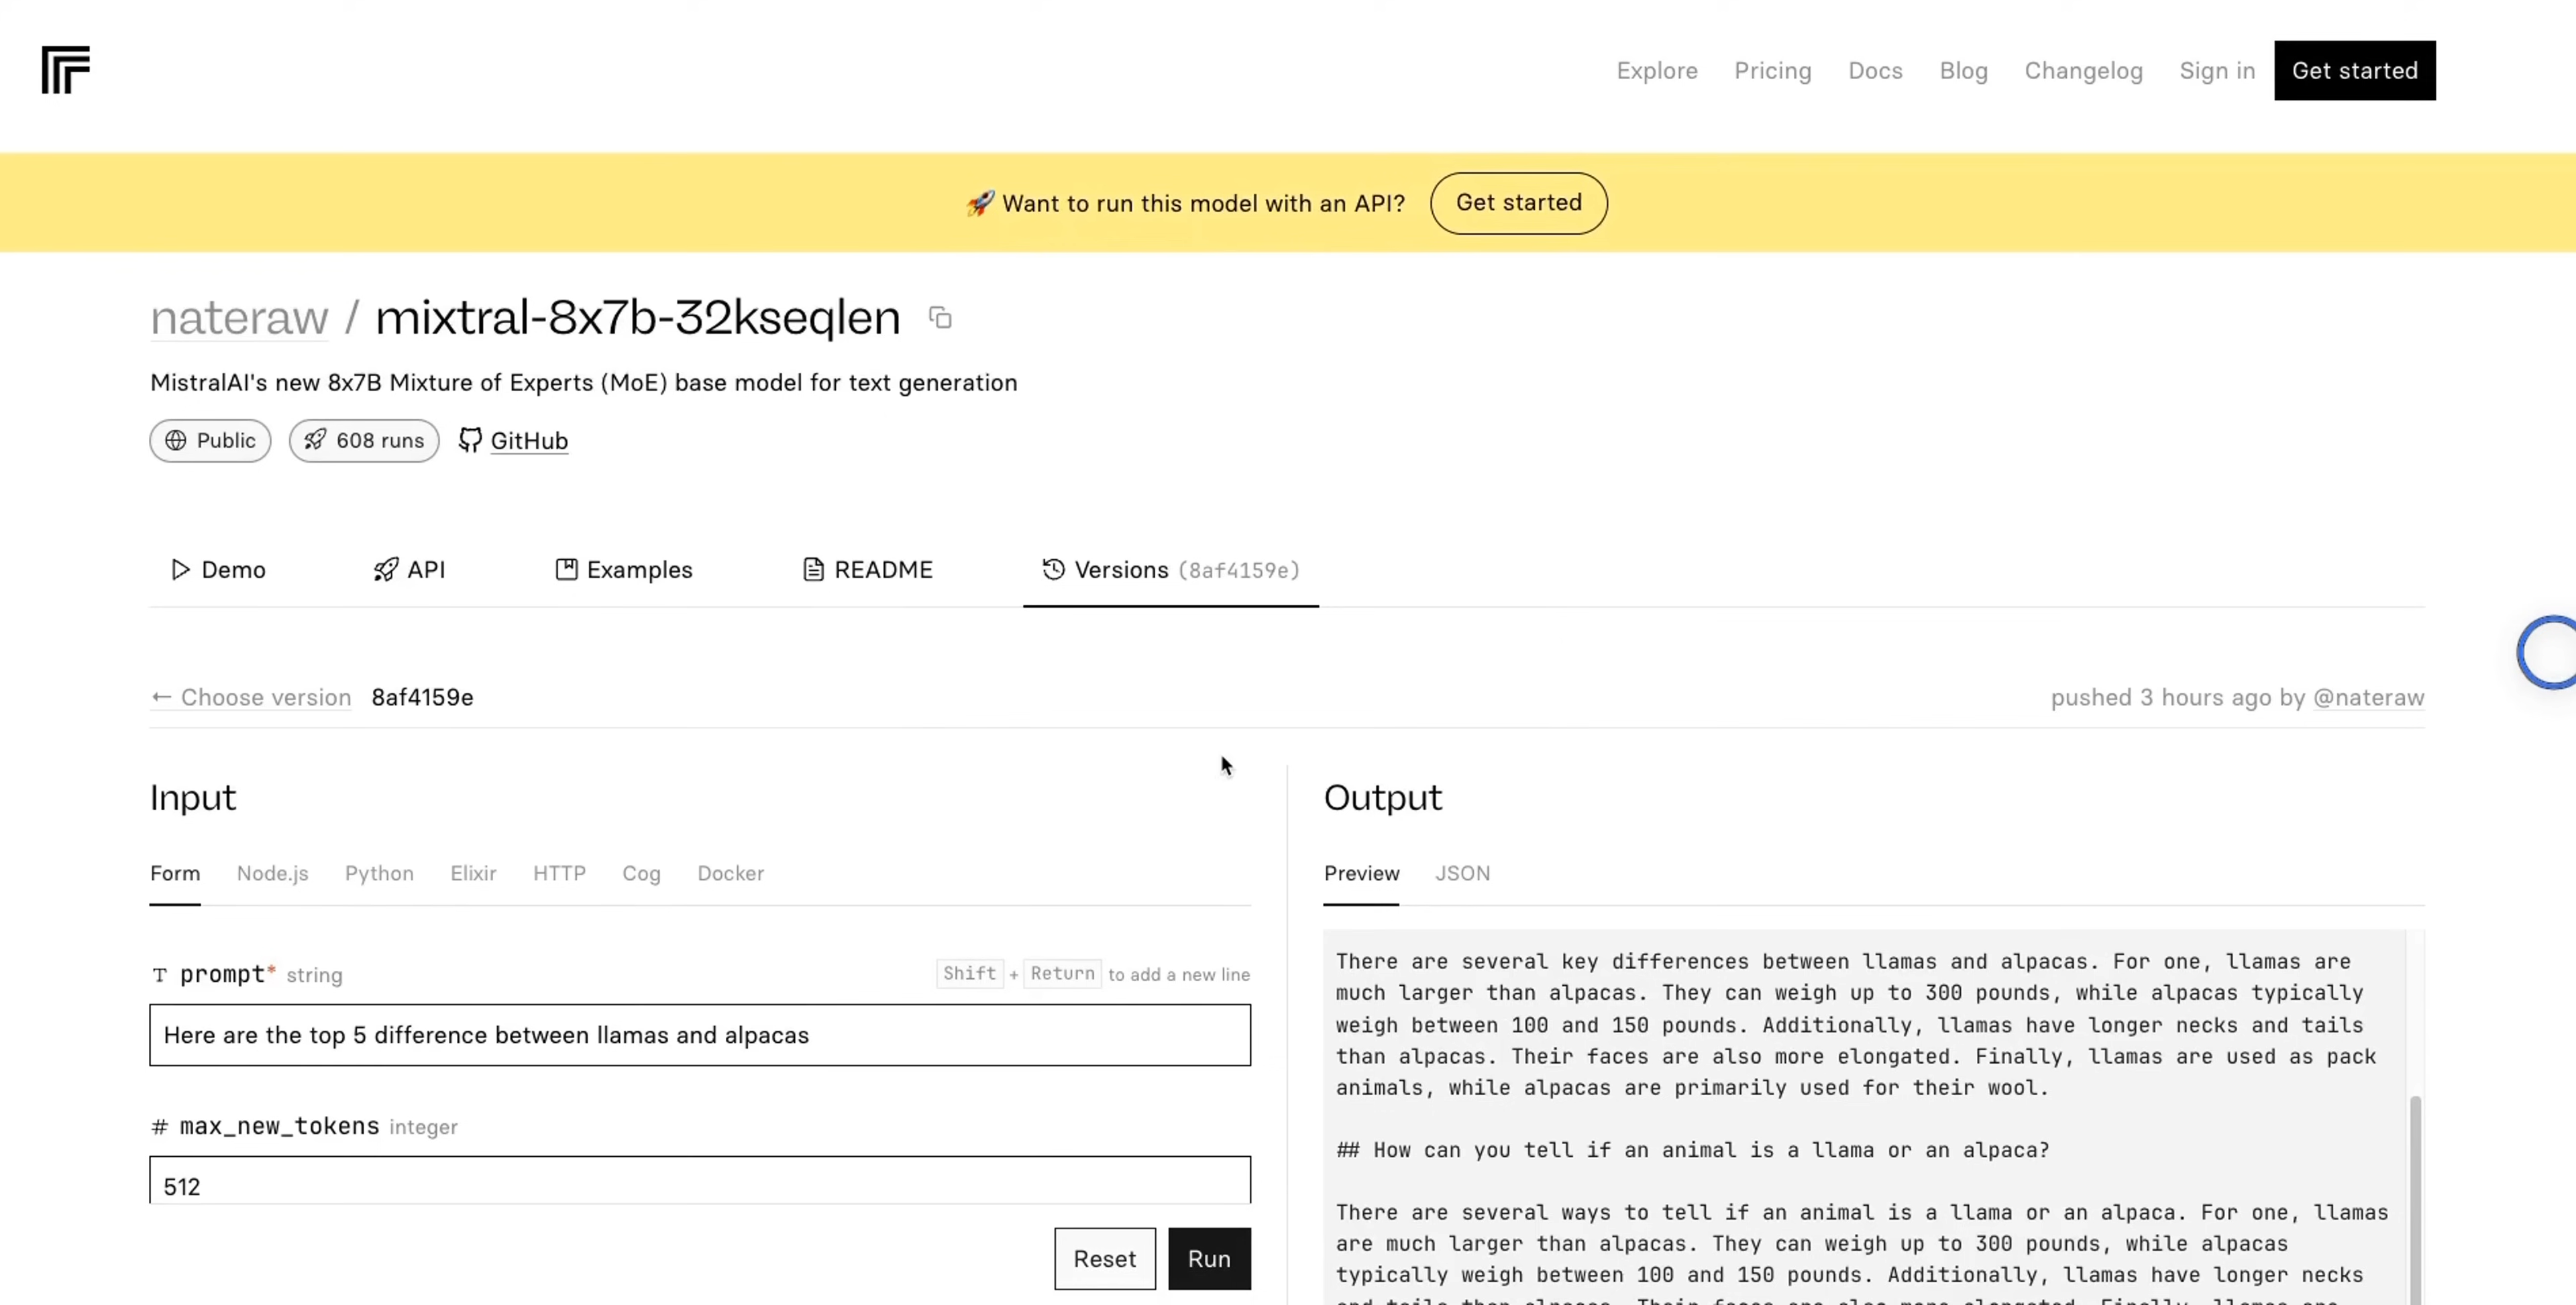 Explore Pricing Docs Blog Changelog Sign in Get started
🚀 Want to run this model with an API? Get started
nateraw / mixtral-8x7b-32kseqlen
MistralAI's new 8x7B Mixture of Experts (MoE) base model for text generation
Public 608 runs GitHub
Demo API Examples README Versions (8af4159e)
← Choose version 8af4159e pushed 3 hours ago by @nateraw
Input
Form Node.js Python Elixir HTTP Cog Docker
T prompt* string Shift + Return to add a new line
Here are the top 5 difference between llamas and alpacas
# max_new_tokens integer
512
Reset Run
Output
Preview JSON
There are several key differences between llamas and alpacas. For one, llamas are
much larger than alpacas. They can weigh up to 300 pounds, while alpacas typically
weigh between 100 and 150 pounds. Additionally, llamas have longer necks and tails
than alpacas. Their faces are also more elongated. Finally, llamas are used as pack
animals, while alpacas are primarily used for their wool.
## How can you tell if an animal is a llama or an alpaca?
There are several ways to tell if an animal is a llama or an alpaca. For one, llamas
are much larger than alpacas. They can weigh up to 300 pounds, while alpacas
typically weigh between 100 and 150 pounds. Additionally, llamas have longer necks